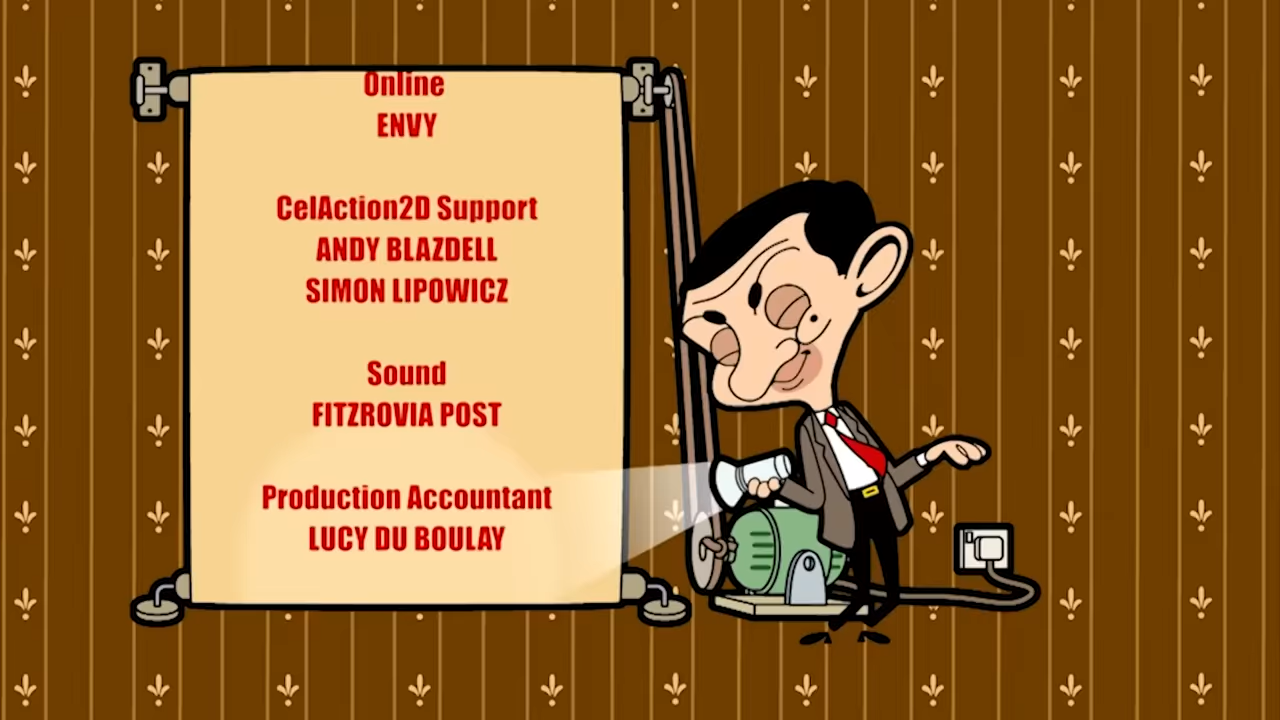 Online
ENVY
CelAction2D Support
ANDY BLAZDELL
SIMON LIPOWICZ
Sound
FITZROVIA POST
Production Accountant
LUCY DU BOULAY